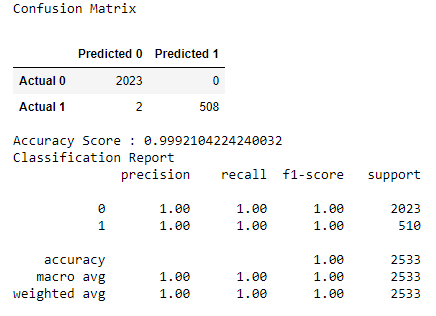 Confusion Matrix
Predicted 0 Predicted 1
Actual 0 2023 0
Actual 1 2 508
Accuracy Score : 0.9992104224240032
Classification Report
precision recall f1-score support
0 1.00 1.00 1.00 2023
1 1.00 1.00 1.00 510
accuracy 1.00 2533
macro avg 1.00 1.00 1.00 2533
weighted avg 1.00 1.00 1.00 2533